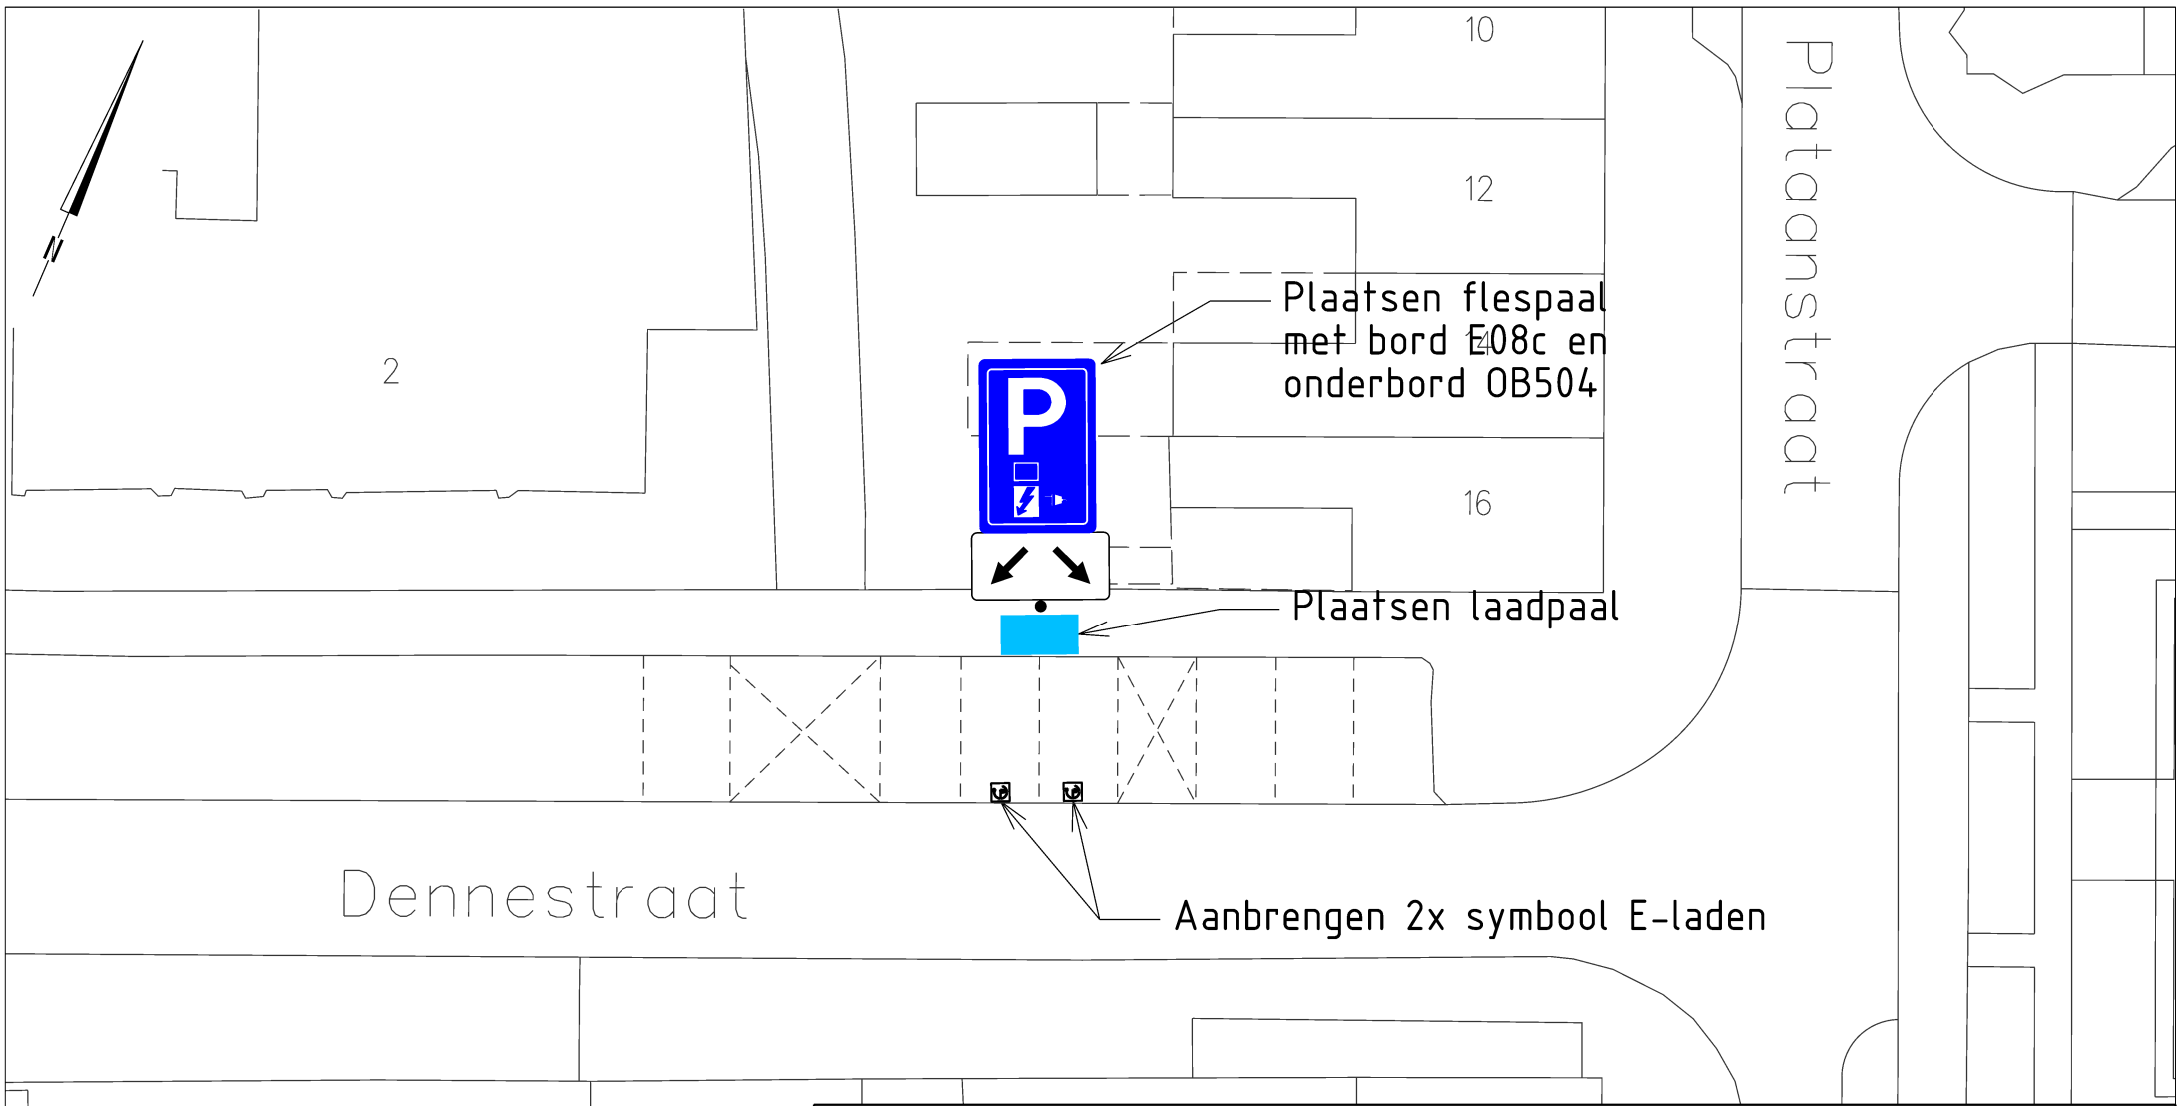 10
12
Plaatsen flespaal
met bord E08c en
14
onderbord OB504
2
P
16
Plataanstraat
N
Plaatsen laadpaal
Dennestraat
Aanbrengen 2x symbool E-laden